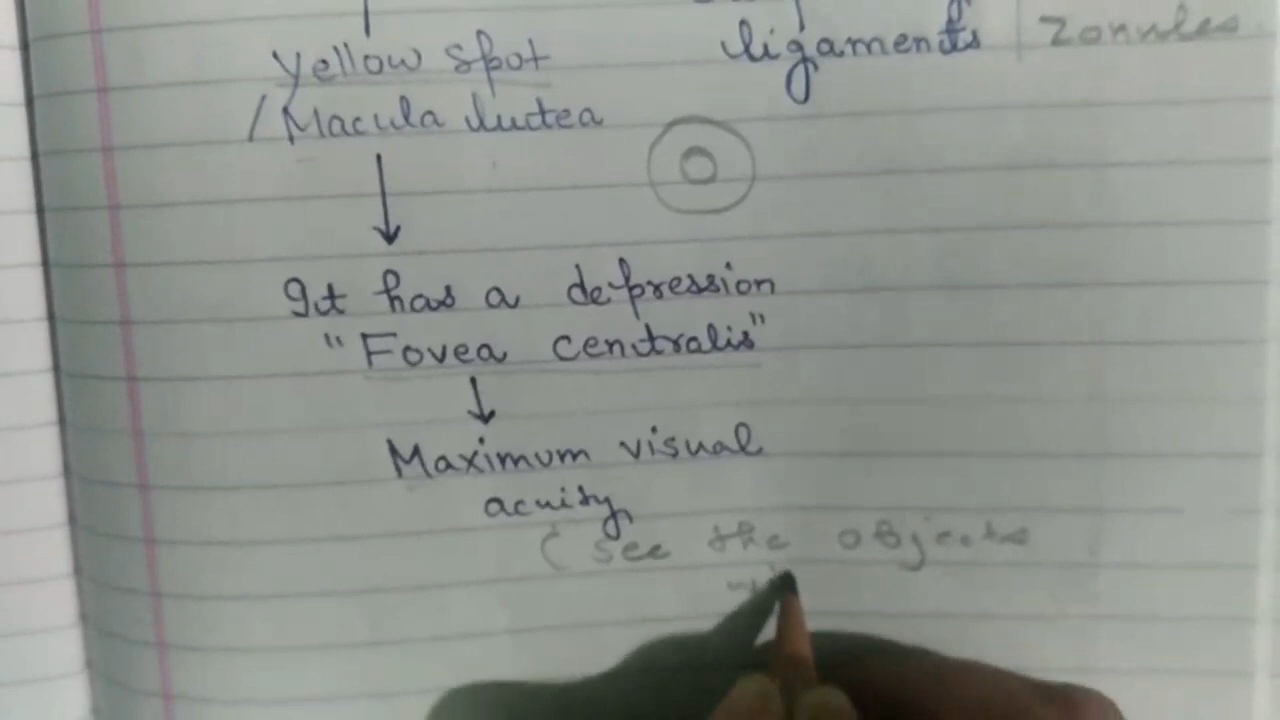 yellow spot
/ Macula lutea
ligaments | Zonules
It has a depression
"Fovea centralis"
Maximum visual
acuity
( see the objects